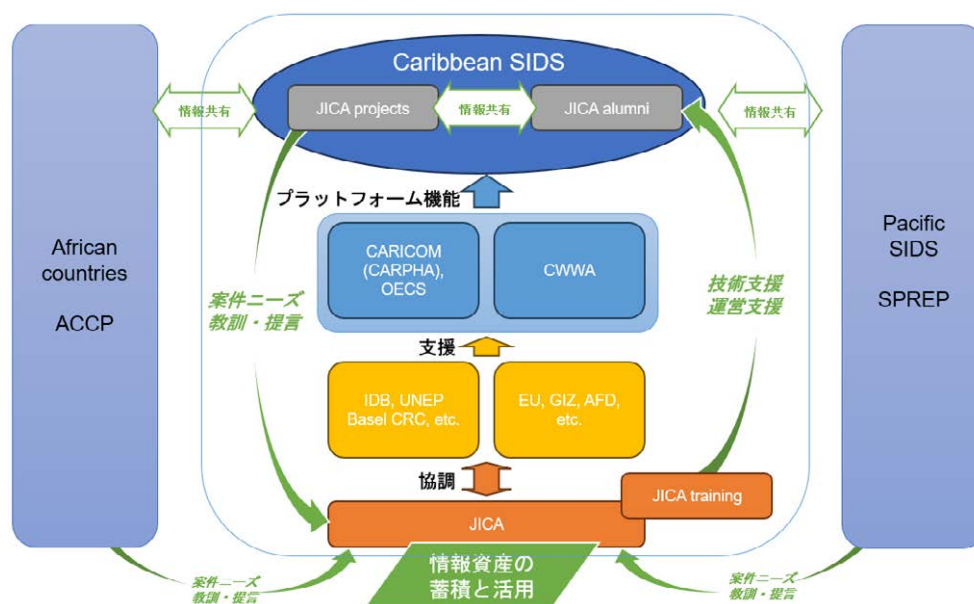 Caribbean SIDS
情報共有
JICA projects
情報共有
JICA alumni
情報共有
プラットフォーム機能
African
countries
ACCP
CARICOM
(CARPHA),
OECS
CWWA
Pacific
SIDS
SPREP
案件ニーズ
教訓・提言
技術支援
運営支援
支援
IDB, UNEP
Basel CRC, etc.
EU, GIZ, AFD,
etc.
協調
JICA training
JICA
情報資産の
蓄積と活用
案件ニーズ
教訓・提言
案件ニーズ
教訓・提言